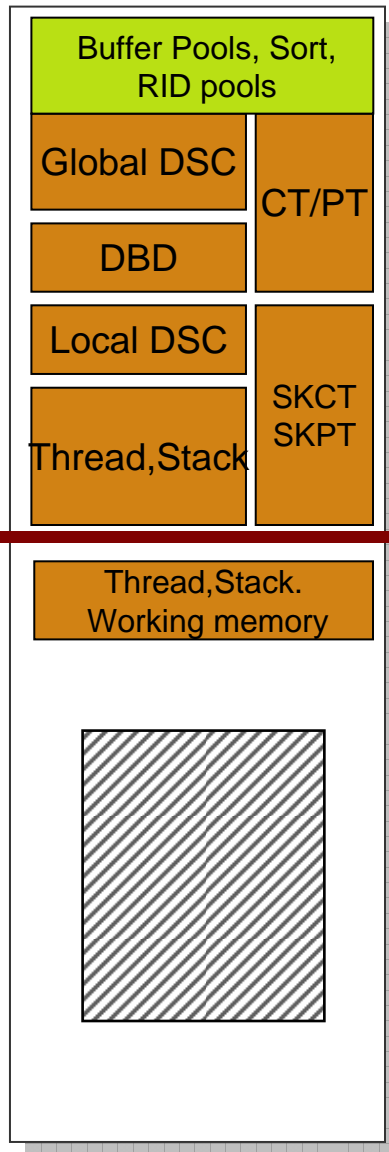 Buffer Pools, Sort,
RID pools
Global DSC
CT/PT
DBD
Local DSC
SKCT
SKPT
Thread,Stack
Thread,Stack.
Working memory